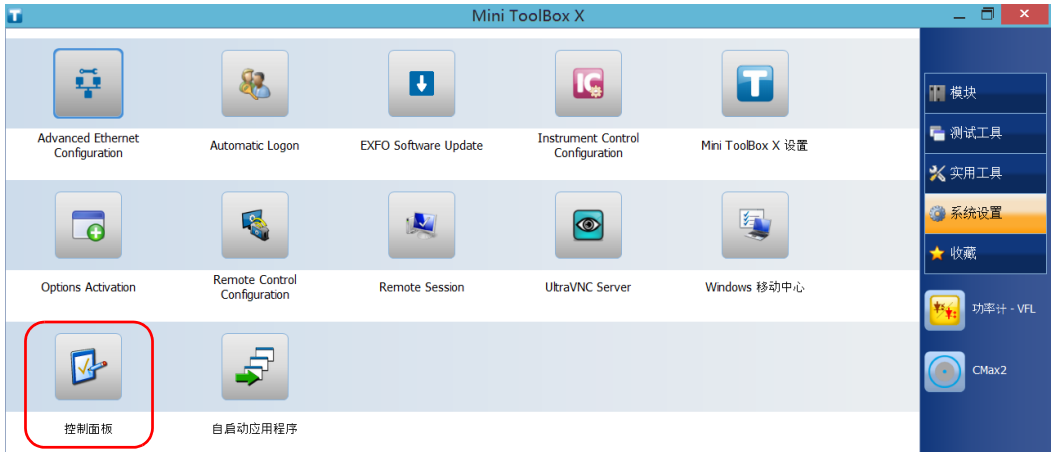 Mini ToolBox X
Advanced Ethernet
Configuration
Automatic Logon
EXFO Software Update
Instrument Control
Configuration
Mini ToolBox X 设置
Options Activation
Remote Control
Configuration
Remote Session
UltraVNC Server
Windows 移动中心
控制面板
自启动应用程序
模块
测试工具
实用工具
系统设置
收藏
功率计 - VFL
CMax2